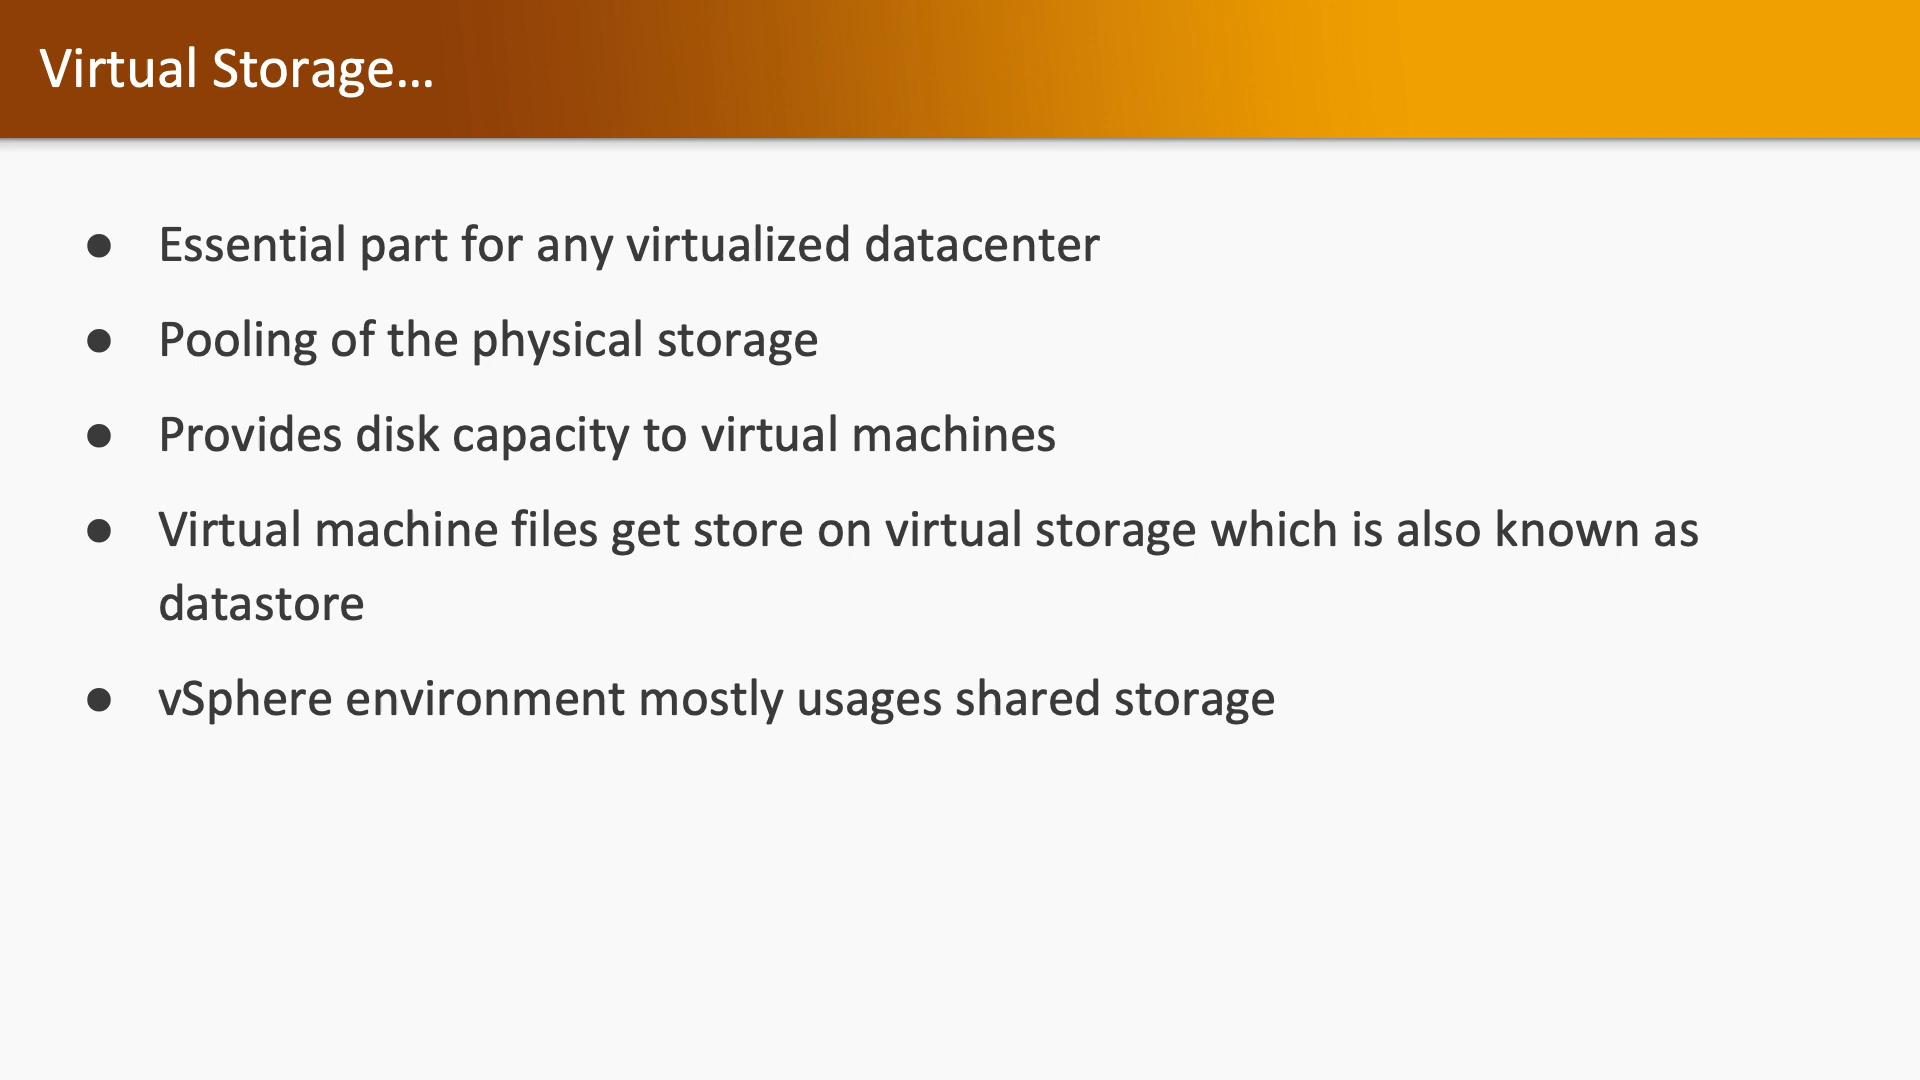 Virtual Storage...
● Essential part for any virtualized datacenter
● Pooling of the physical storage
● Provides disk capacity to virtual machines
● Virtual machine files get store on virtual storage which is also known as
datastore
● vSphere environment mostly usages shared storage